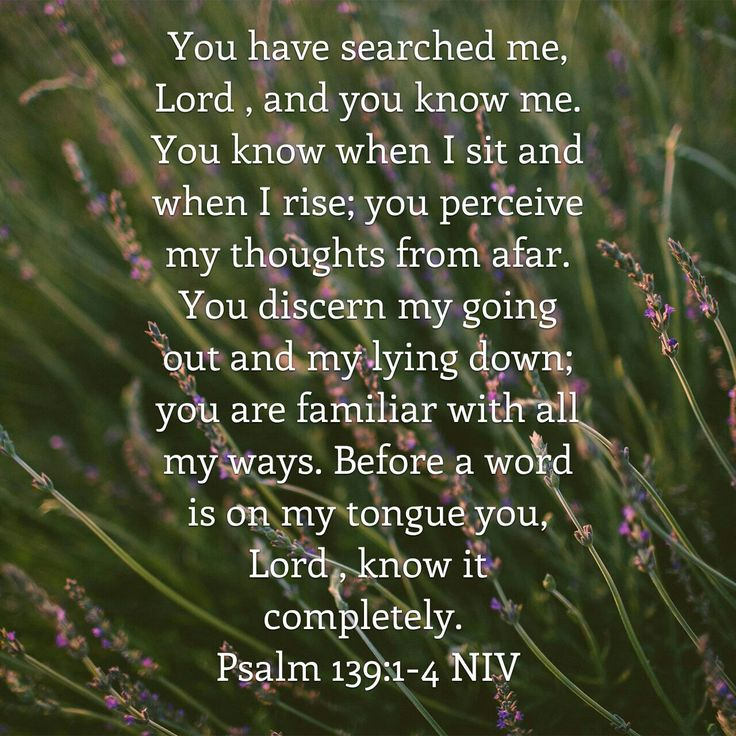 You have searched me,
Lord , and you know me.
You know when I sit and
when I rise; you perceive
my thoughts from afar.
You discern my going
out and my lying down;
you are familiar with all
my ways. Before a word
is on my tongue you,
Lord , know it
completely.
Psalm 139:1-4 NIV